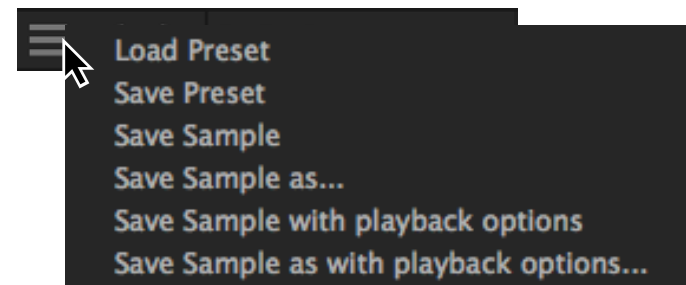 Load Preset
Save Preset
Save Sample
Save Sample as...
Save Sample with playback options
Save Sample as with playback options...